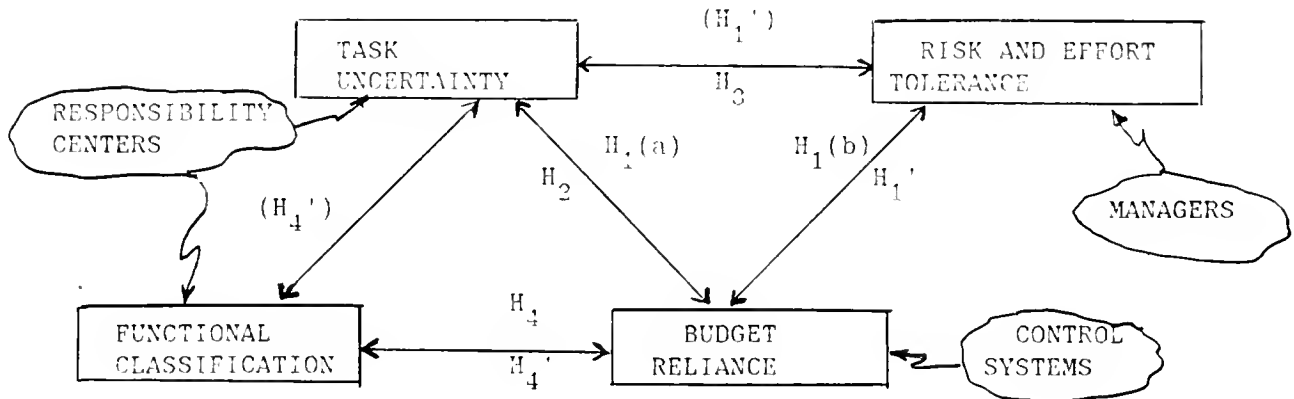 (H₁')
TASK
UNCERTAINTY
RISK AND EFFORT
TOLERANCE
H₃
RESPONSIBILITY
CENTERS
H₁(a)
H₁(b)
H₂
H₁'
(H₄')
MANAGERS
H₄
FUNCTIONAL
CLASSIFICATION
BUDGET
RELIANCE
H₄'
CONTROL
SYSTEMS